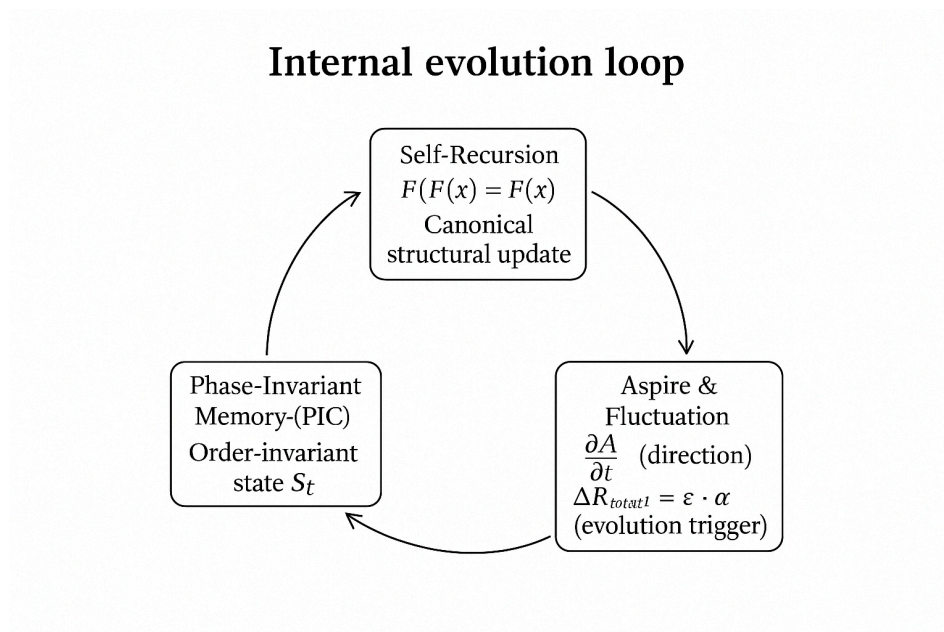 Internal evolution loop
Self-Recursion
F(F(x) = F(x)
Canonical
structural update
Phase-Invariant
Memory-(PIC)
Order-invariant
state Sₜ
Aspire &
Fluctuation
∂A/∂t (direction)
ΔR_totat1 = ε · α
(evolution trigger)